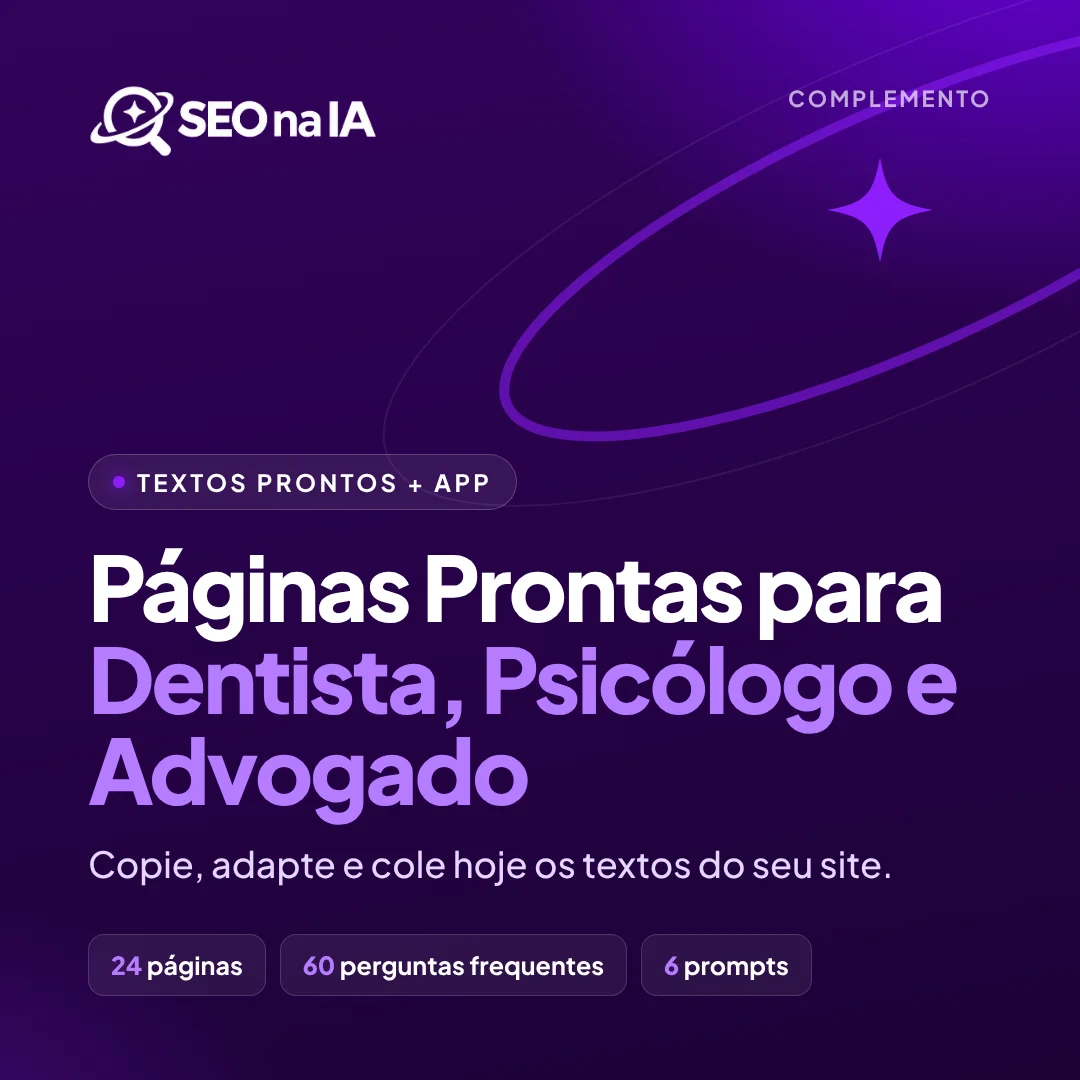 SEO na IA
COMPLEMENTO
TEXTOS PRONTOS + APP
Páginas Prontas para
Dentista, Psicólogo e
Advogado
Copie, adapte e cole hoje os textos do seu site.
24 páginas
60 perguntas frequentes
6 prompts